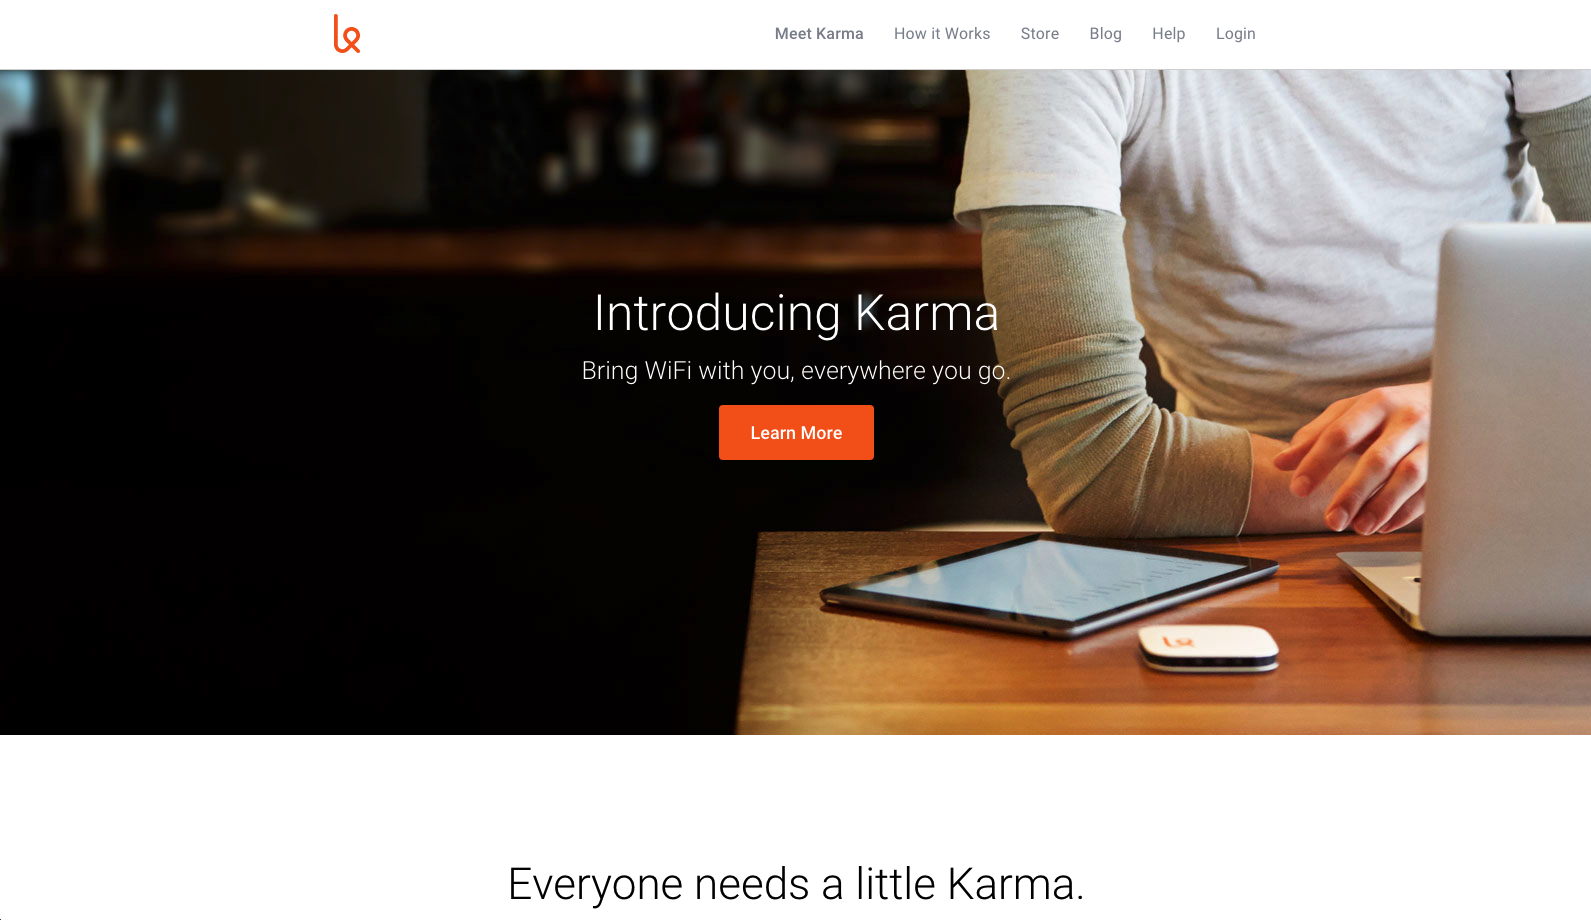 Meet Karma
How it Works
Store
Blog
Help
Login
Introducing Karma
Bring WiFi with you, everywhere you go.
Learn More
Everyone needs a little Karma.